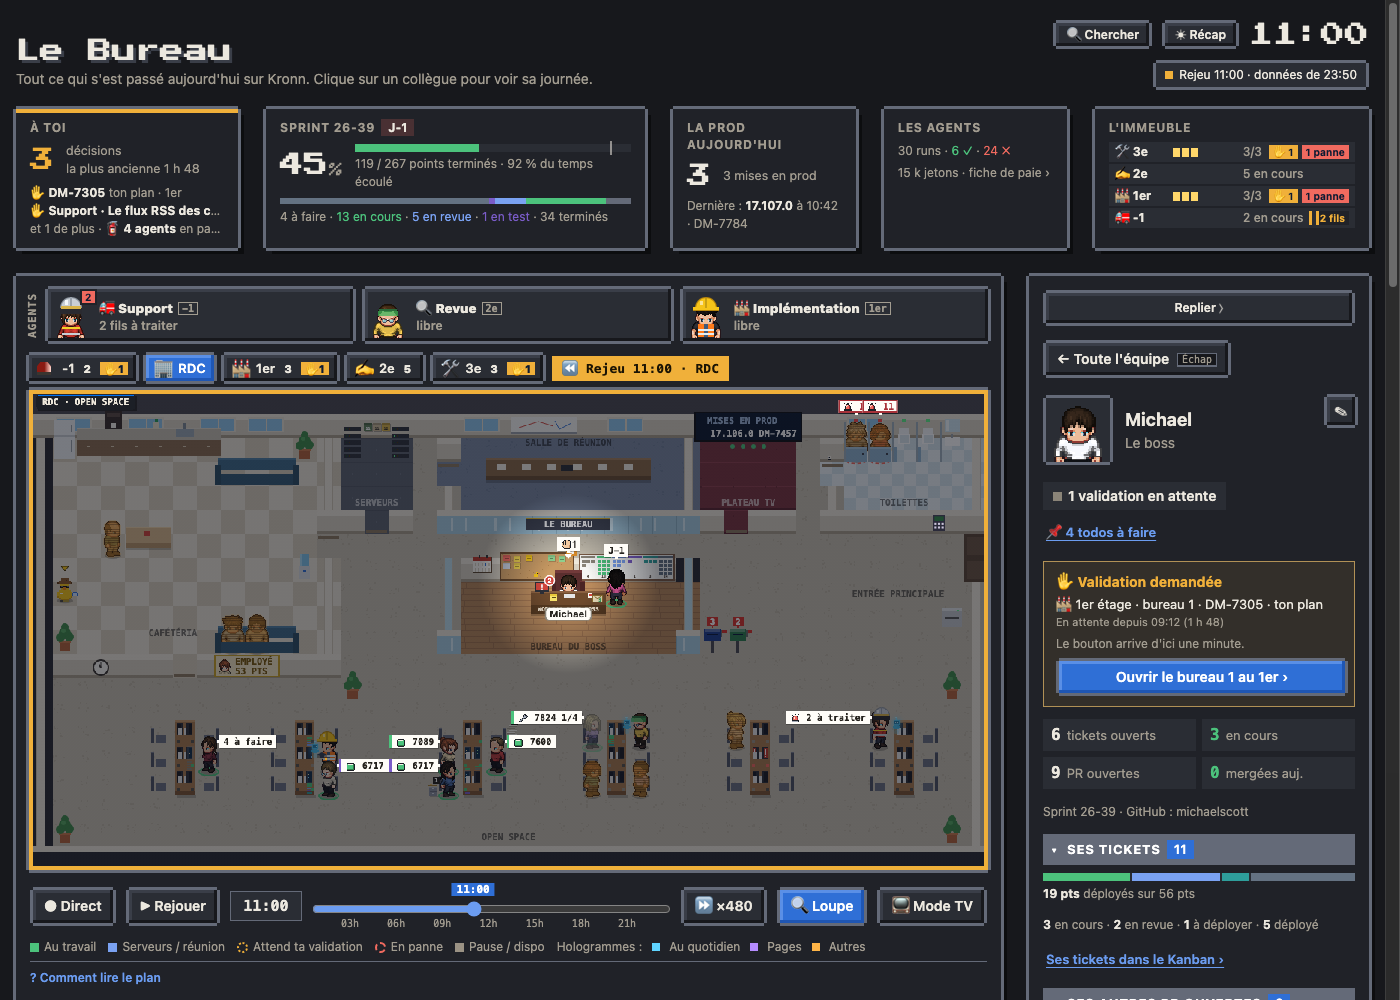 Le Bureau
Tout ce qui s'est passé aujourd'hui sur Kronn. Clique sur un collègue pour voir sa journée.
Chercher
Récap
11:00
Rejeu 11:00 · données de 23:50
À TOI
3 décisions
la plus ancienne 1 h 48
DM-7305 ton plan · 1er
Support · Le flux RSS des c...
et 1 de plus · 4 agents en pa...
SPRINT 26-39 J-1
45%
119 / 267 points terminés · 92 % du temps écoulé
4 à faire · 13 en cours · 5 en revue · 1 en test · 34 terminés
LA PROD AUJOURD'HUI
3 3 mises en prod
Dernière : 17.107.0 à 10:42 · DM-7784
LES AGENTS
30 runs · 6 ✓ · 24 ✕
15 k jetons · fiche de paie ›
L'IMMEUBLE
3e 3/3 1 1 panne
2e 5 en cours
1er 3/3 1 1 panne
-1 2 en cours 2 fils
AGENTS
2
Support -1
2 fils à traiter
Revue 2e
libre
Implémentation 1er
libre
-1 2 1
RDC
1er 3 1
2e 5
3e 3 1
Rejeu 11:00 · RDC
RDC · OPEN SPACE
MISES EN PROD
17.106.0 DM-7457
11
SALLE DE RÉUNION
SERVEURS
PLATEAU TV
TOILETTES
LE BUREAU
1
J-1
2
Michael
BUREAU DU BOSS
ENTRÉE PRINCIPALE
CAFETÉRIA
EMPLOYÉ
53 PTS
3
2
7824 1/4
2 à traiter
4 à faire
7089
7600
6717
6717
OPEN SPACE
Direct
Rejouer
11:00
11:00
03h 06h 09h 12h 15h 18h 21h
×480
Loupe
Mode TV
Au travail
Serveurs / réunion
Attend ta validation
En panne
Pause / dispo
Hologrammes :
Au quotidien
Pages
Autres
? Comment lire le plan
Replier ›
← Toute l'équipe Échap
Michael
Le boss
1 validation en attente
4 todos à faire
Validation demandée
1er étage · bureau 1 · DM-7305 · ton plan
En attente depuis 09:12 (1 h 48)
Le bouton arrive d'ici une minute.
Ouvrir le bureau 1 au 1er ›
6 tickets ouverts
3 en cours
9 PR ouvertes
0 mergées auj.
Sprint 26-39 · GitHub : michaelscott
SES TICKETS 11
19 pts déployés sur 56 pts
3 en cours · 2 en revue · 1 à déployer · 5 déployé
Ses tickets dans le Kanban ›